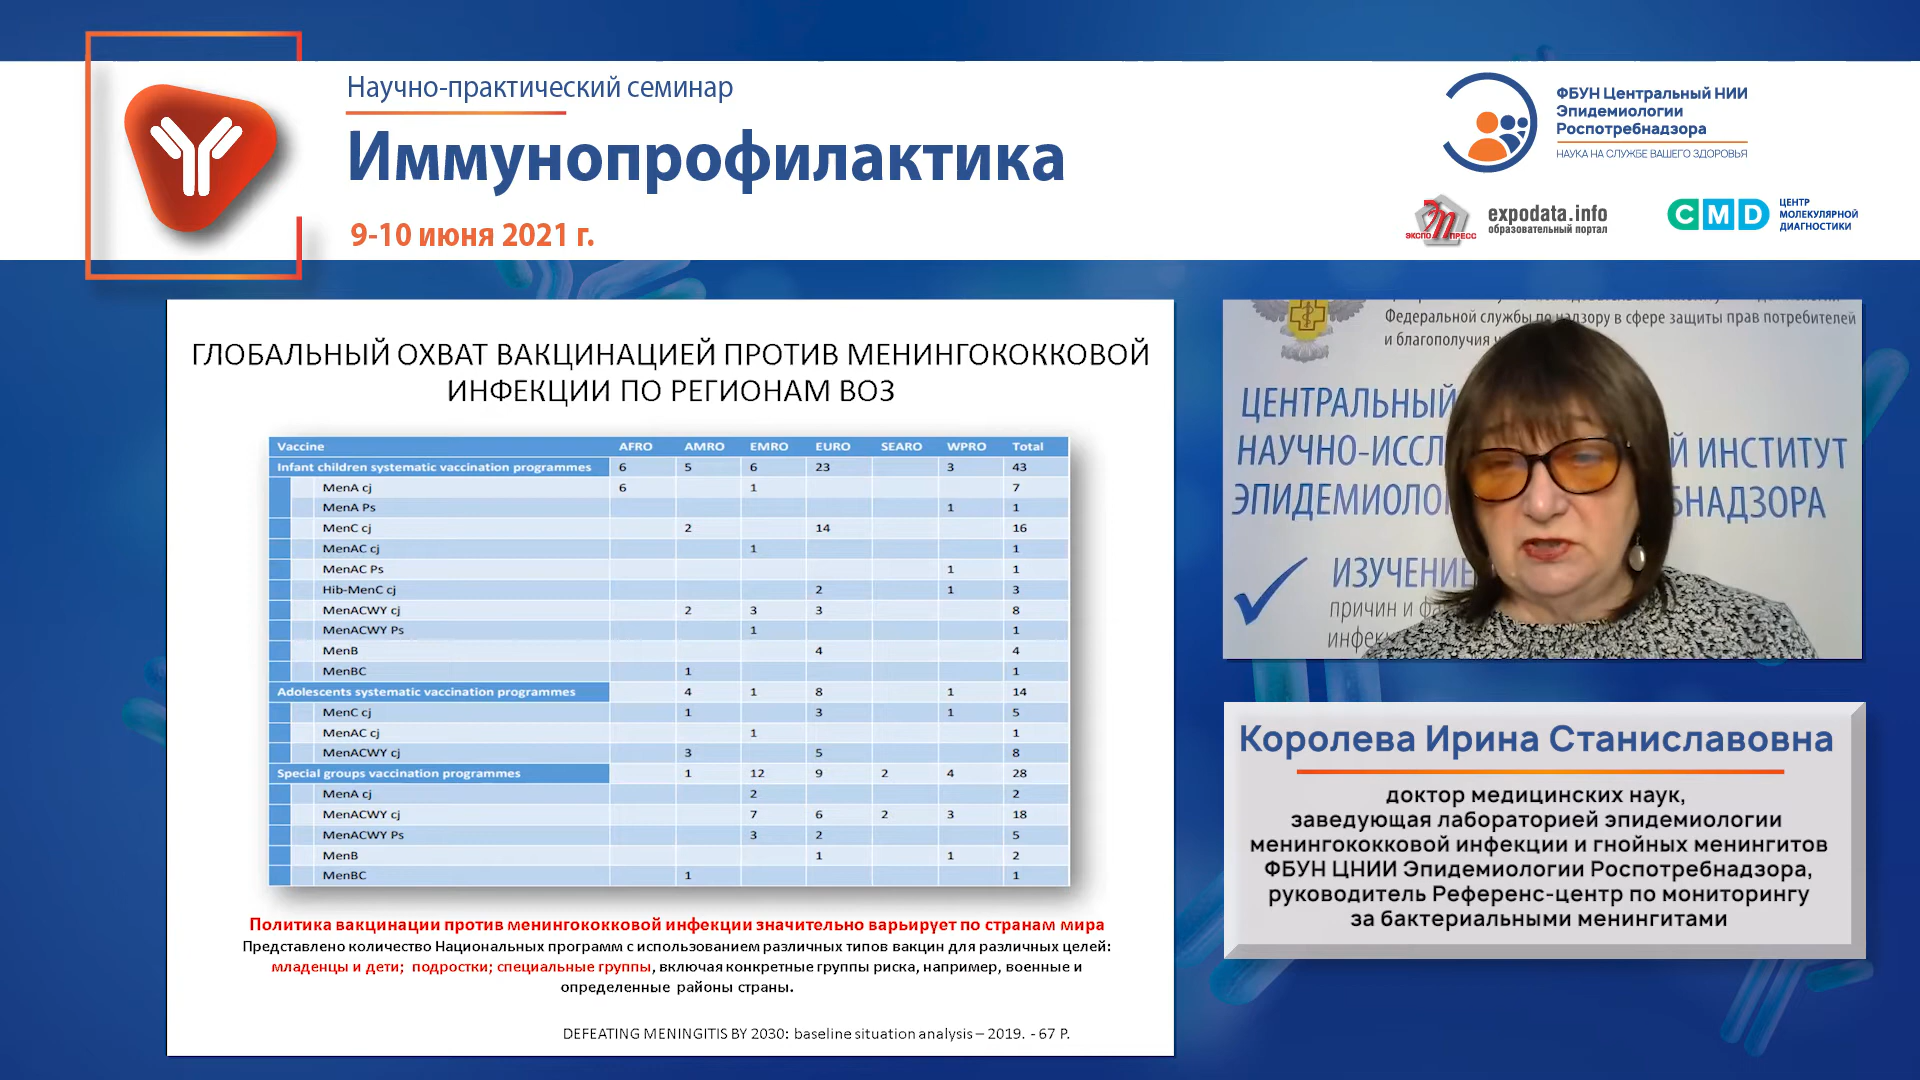 Научно-практический семинар
Иммунопрофилактика
9-10 июня 2021 г.
ФБУН Центральный НИИ
Эпидемиологии
Роспотребнадзора
НАУКА НА СЛУЖБЕ ВАШЕГО ЗДОРОВЬЯ
ЭКСПО ПРЕСС
expodata.info
образовательный портал
CMD
ЦЕНТР
МОЛЕКУЛЯРНОЙ
ДИАГНОСТИКИ
ГЛОБАЛЬНЫЙ ОХВАТ ВАКЦИНАЦИЕЙ ПРОТИВ МЕНИНГОКОККОВОЙ
ИНФЕКЦИИ ПО РЕГИОНАМ ВОЗ
Vaccine AFRO AMRO EMRO EURO SEARO WPRO Total
Infant children systematic vaccination programmes 6 5 6 23 3 43
MenA cj 6 1 7
MenA Ps 1 1
MenC cj 2 14 16
MenAC cj 1 1
MenAC Ps 1 1
Hib-MenC cj 2 1 3
MenACWY cj 2 3 3 8
MenACWY Ps 1 1
MenB 4 4
MenBC 1 1
Adolescents systematic vaccination programmes 4 1 8 1 14
MenC cj 1 3 1 5
MenAC cj 1 1
MenACWY cj 3 5 8
Special groups vaccination programmes 1 12 9 2 4 28
MenA cj 2 2
MenACWY cj 7 6 2 3 18
MenACWY Ps 3 2 5
MenB 1 1 2
MenBC 1 1
Политика вакцинации против менингококковой инфекции значительно варьирует по странам мира
Представлено количество Национальных программ с использованием различных типов вакцин для различных целей:
младенцы и дети; подростки; специальные группы, включая конкретные группы риска, например, военные и
определенные районы страны.
DEFEATING MENINGITIS BY 2030: baseline situation analysis – 2019. - 67 P.
Федеральной службы по надзору в сфере защиты прав потребителей
и благополучия
ЦЕНТРАЛЬНЫЙ
НАУЧНО-ИССЛ Й ИНСТИТУТ
ЭПИДЕМИОЛО БНАДЗОРА
ИЗУЧЕНИЕ
причин и
инфек
Королева Ирина Станиславовна
доктор медицинских наук,
заведующая лабораторией эпидемиологии
менингококковой инфекции и гнойных менингитов
ФБУН ЦНИИ Эпидемиологии Роспотребнадзора,
руководитель Референс-центр по мониторингу
за бактериальными менингитами